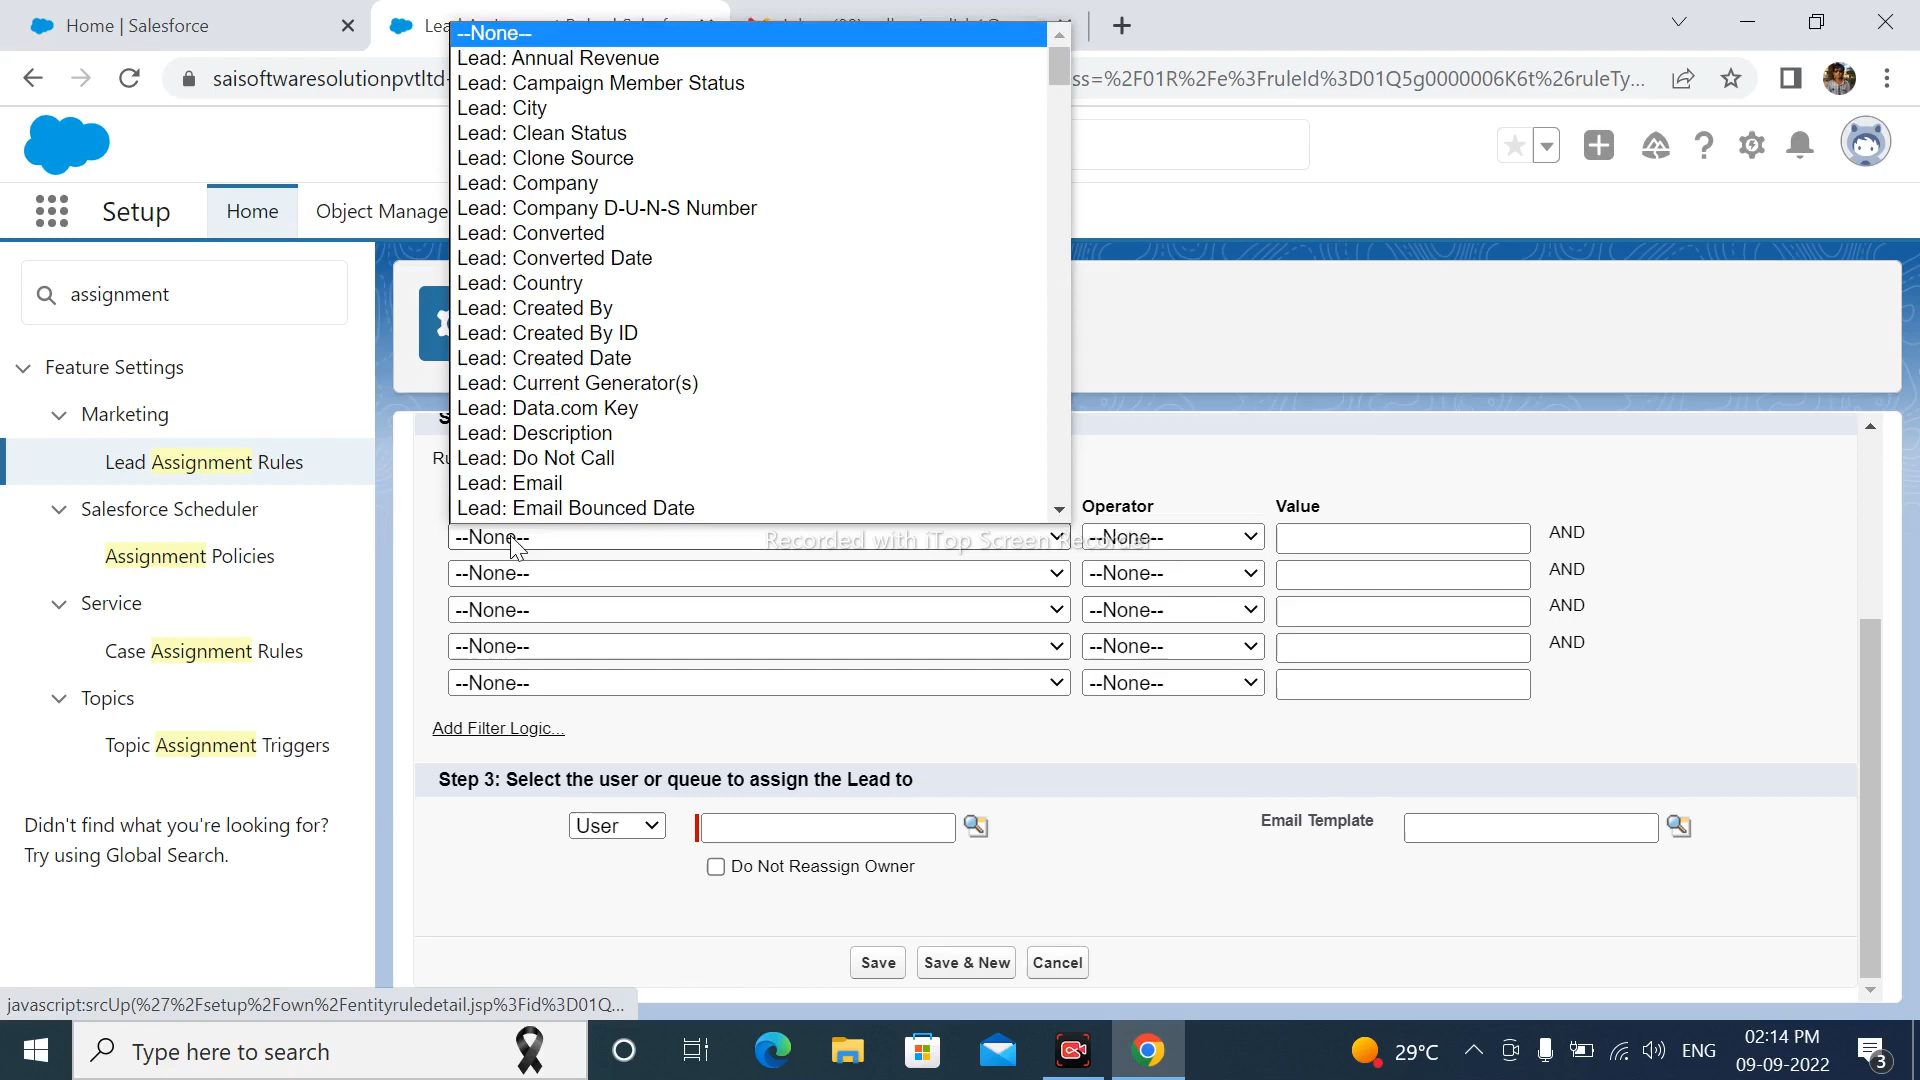 Home | Salesforce
saisoftwaresolutionpvtltd
ss=%2F01R%2Fe%3FruleId%3D01Q5g0000006K6t%26ruleTy...
Setup
Home
Object Manage
assignment
Feature Settings
Marketing
Lead Assignment Rules
Salesforce Scheduler
Assignment Policies
Service
Case Assignment Rules
Topics
Topic Assignment Triggers
Didn't find what you're looking for?
Try using Global Search.
--None--
Lead: Annual Revenue
Lead: Campaign Member Status
Lead: City
Lead: Clean Status
Lead: Clone Source
Lead: Company
Lead: Company D-U-N-S Number
Lead: Converted
Lead: Converted Date
Lead: Country
Lead: Created By
Lead: Created By ID
Lead: Created Date
Lead: Current Generator(s)
Lead: Data.com Key
Lead: Description
Lead: Do Not Call
Lead: Email
Lead: Email Bounced Date
Operator Value
--None-- --None-- AND
Recorded with iTop Screen Recorder
--None-- --None-- AND
--None-- --None-- AND
--None-- --None-- AND
--None-- --None--
Add Filter Logic...
Step 3: Select the user or queue to assign the Lead to
User
Email Template
Do Not Reassign Owner
Save Save & New Cancel
javascript:srcUp(%27%2Fsetup%2Fown%2Fentityruledetail.jsp%3Fid%3D01Q...
Type here to search
29°C
ENG
02:14 PM
09-09-2022
3